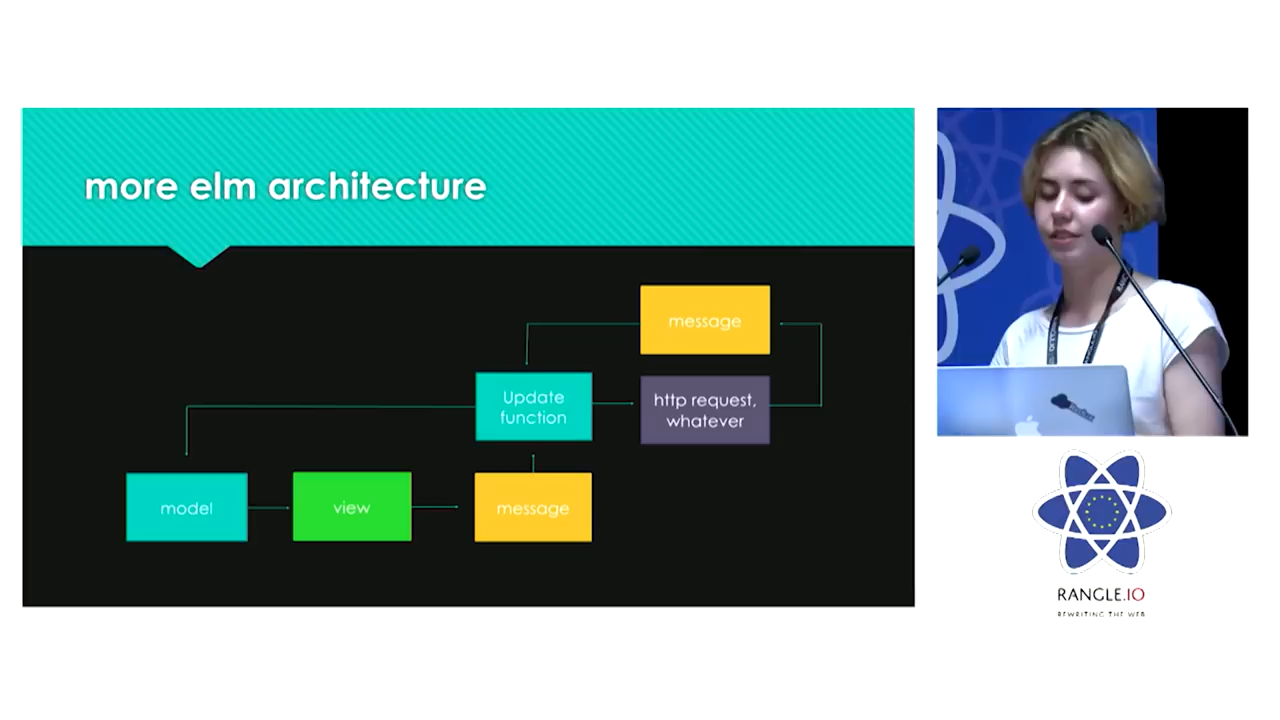 more elm architecture
message
Update
function
http request,
whatever
model
view
message
RANGLE.IO
REWRITING THE WEB